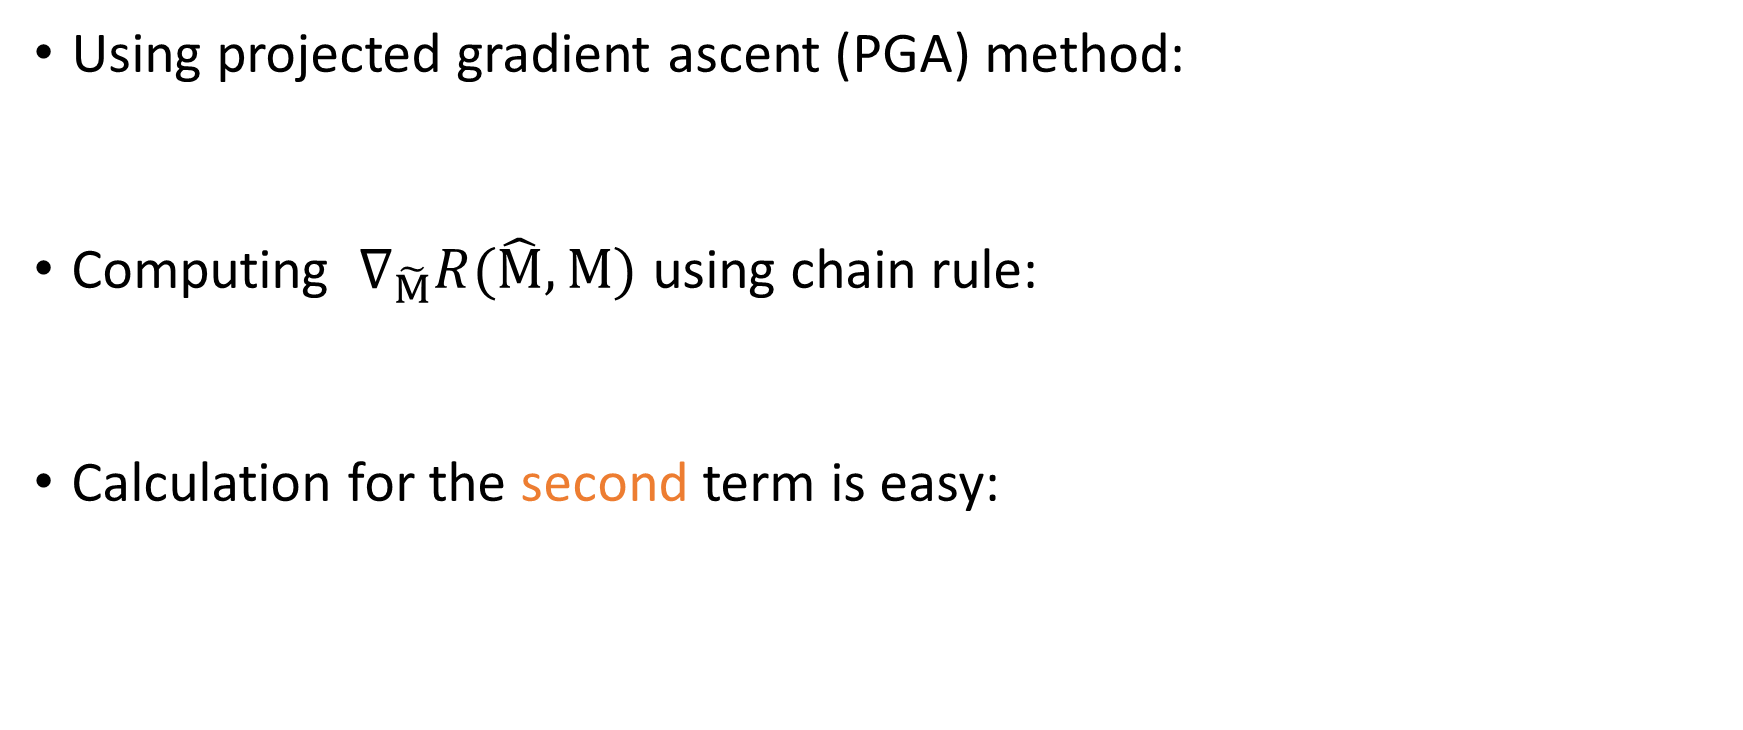 • Using projected gradient ascent (PGA) method:
• Computing ∇_M̃ R(M̂, M) using chain rule:
• Calculation for the second term is easy: